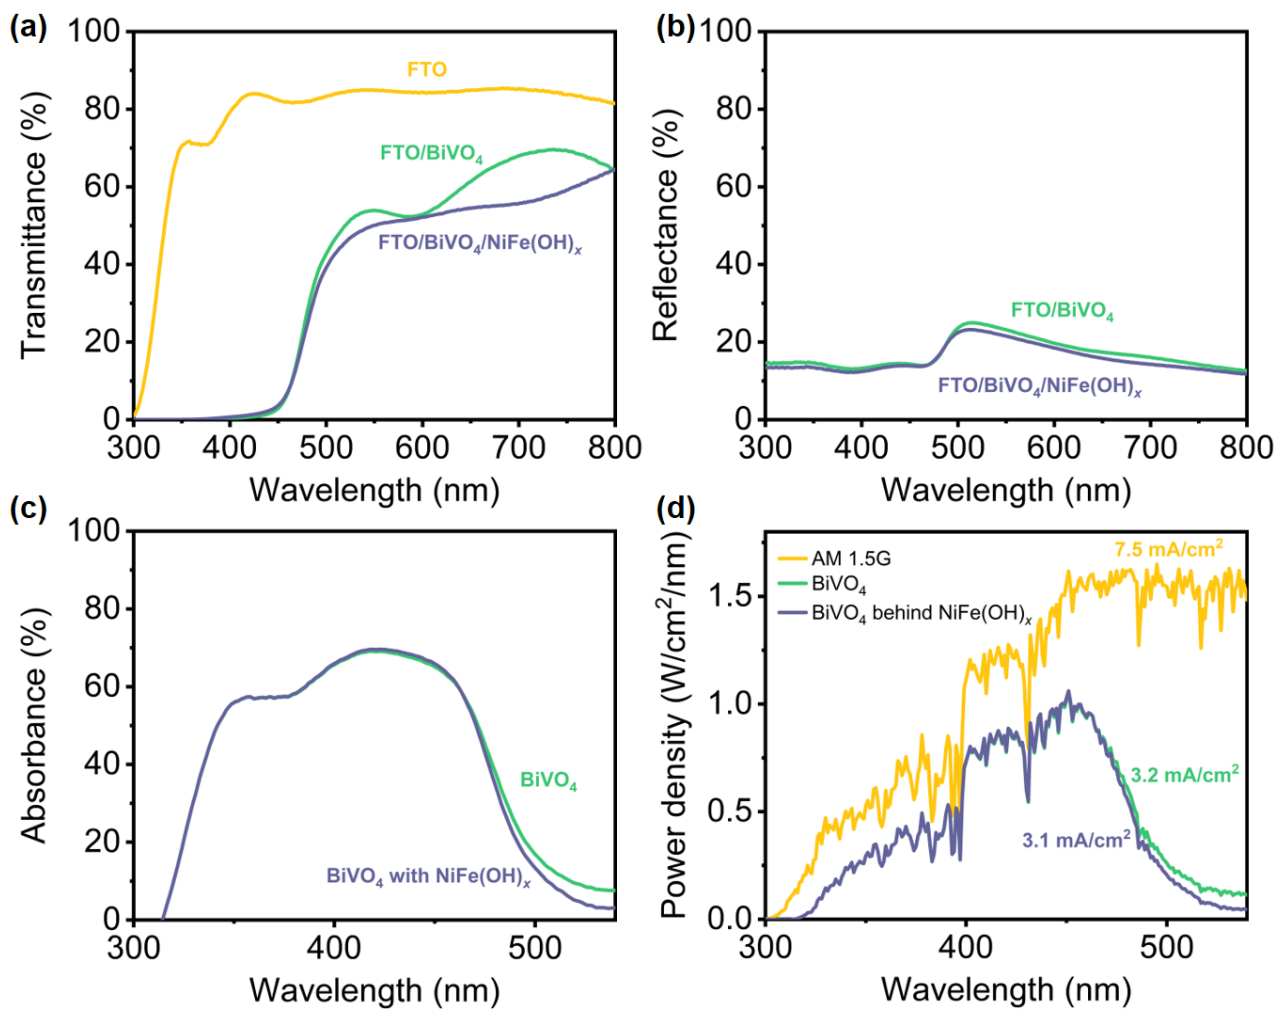 (a)
100
80
60
40
20
0
Transmittance (%)
FTO
FTO/BiVO₄
FTO/BiVO₄/NiFe(OH)ₓ
300 400 500 600 700 800
Wavelength (nm)
(b)
100
80
60
40
20
0
Reflectance (%)
FTO/BiVO₄
FTO/BiVO₄/NiFe(OH)ₓ
300 400 500 600 700 800
Wavelength (nm)
(c)
100
80
60
40
20
0
Absorbance (%)
BiVO₄
BiVO₄ with NiFe(OH)ₓ
300 400 500
Wavelength (nm)
(d)
1.5
1.0
0.5
0.0
Power density (W/cm²/nm)
AM 1.5G
BiVO₄
BiVO₄ behind NiFe(OH)ₓ
7.5 mA/cm²
3.2 mA/cm²
3.1 mA/cm²
300 400 500
Wavelength (nm)